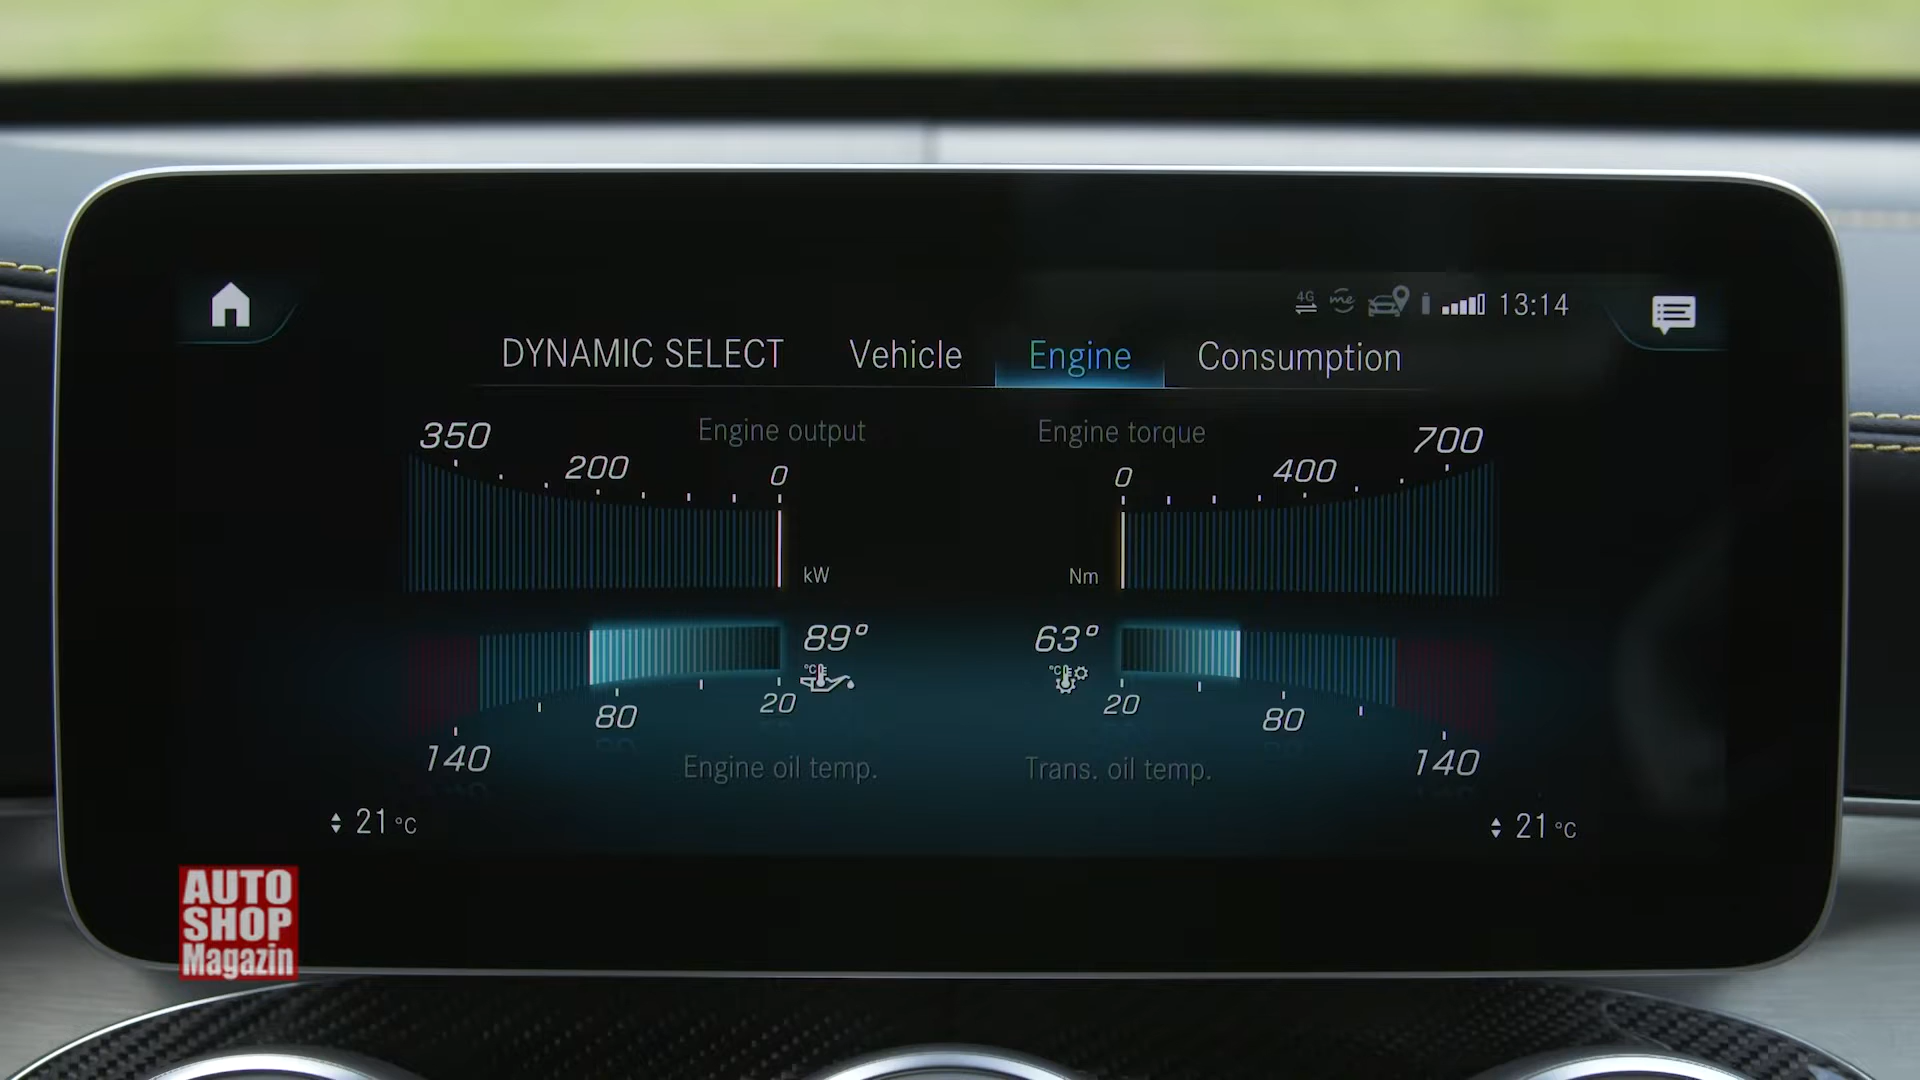 4G me 13:14
DYNAMIC SELECT Vehicle Engine Consumption
Engine output Engine torque
350 200 0 0 400 700
kW Nm
89° 63°
°C °C
140 80 20 20 80 140
Engine oil temp. Trans. oil temp.
21 °C 21 °C
AUTO
SHOP
Magazin